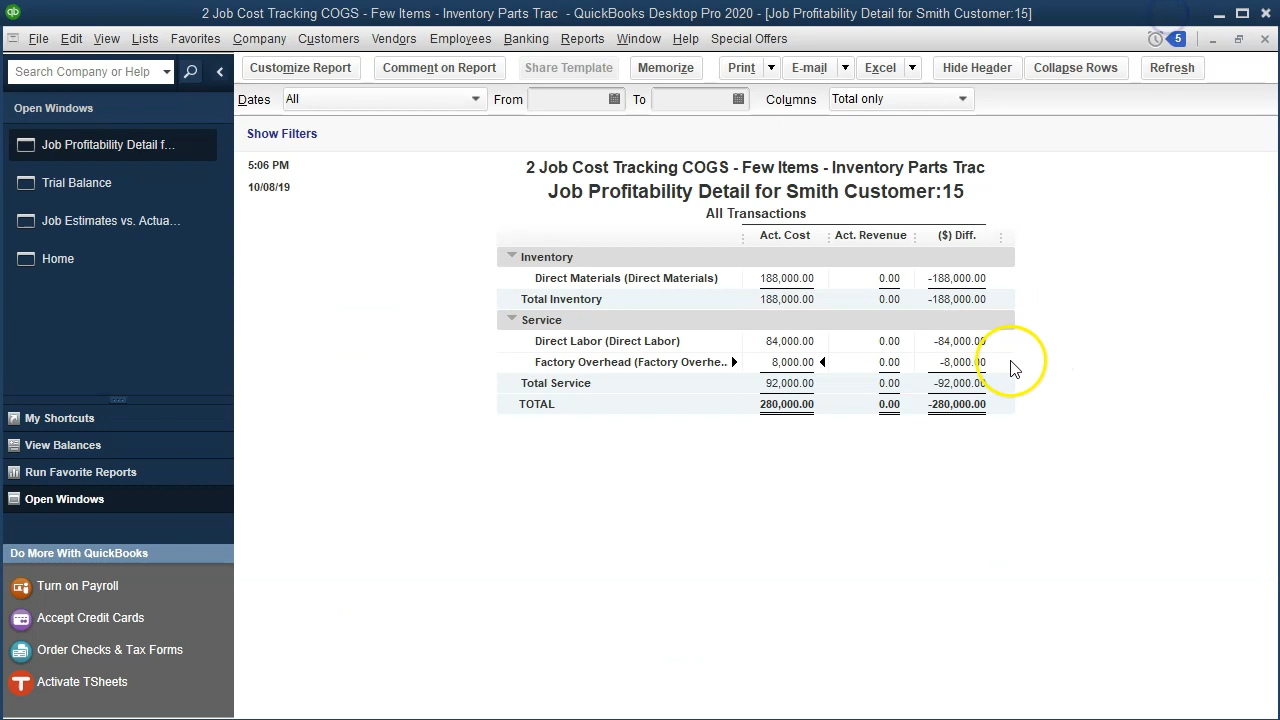 2 Job Cost Tracking COGS - Few Items - Inventory Parts Trac - QuickBooks Desktop Pro 2020 - [Job Profitability Detail for Smith Customer:15]
File Edit View Lists Favorites Company Customers Vendors Employees Banking Reports Window Help Special Offers 5
Search Company or Help
Customize Report Comment on Report Share Template Memorize Print E-mail Excel Hide Header Collapse Rows Refresh
Dates All From To Columns Total only
Show Filters
Open Windows
Job Profitability Detail f...
Trial Balance
Job Estimates vs. Actua...
Home
My Shortcuts
View Balances
Run Favorite Reports
Open Windows
Do More With QuickBooks
Turn on Payroll
Accept Credit Cards
Order Checks & Tax Forms
Activate TSheets
5:06 PM
10/08/19
2 Job Cost Tracking COGS - Few Items - Inventory Parts Trac
Job Profitability Detail for Smith Customer:15
All Transactions
Act. Cost Act. Revenue ($) Diff.
Inventory
Direct Materials (Direct Materials) 188,000.00 0.00 -188,000.00
Total Inventory 188,000.00 0.00 -188,000.00
Service
Direct Labor (Direct Labor) 84,000.00 0.00 -84,000.00
Factory Overhead (Factory Overhe.. 8,000.00 0.00 -8,000.00
Total Service 92,000.00 0.00 -92,000.00
TOTAL 280,000.00 0.00 -280,000.00